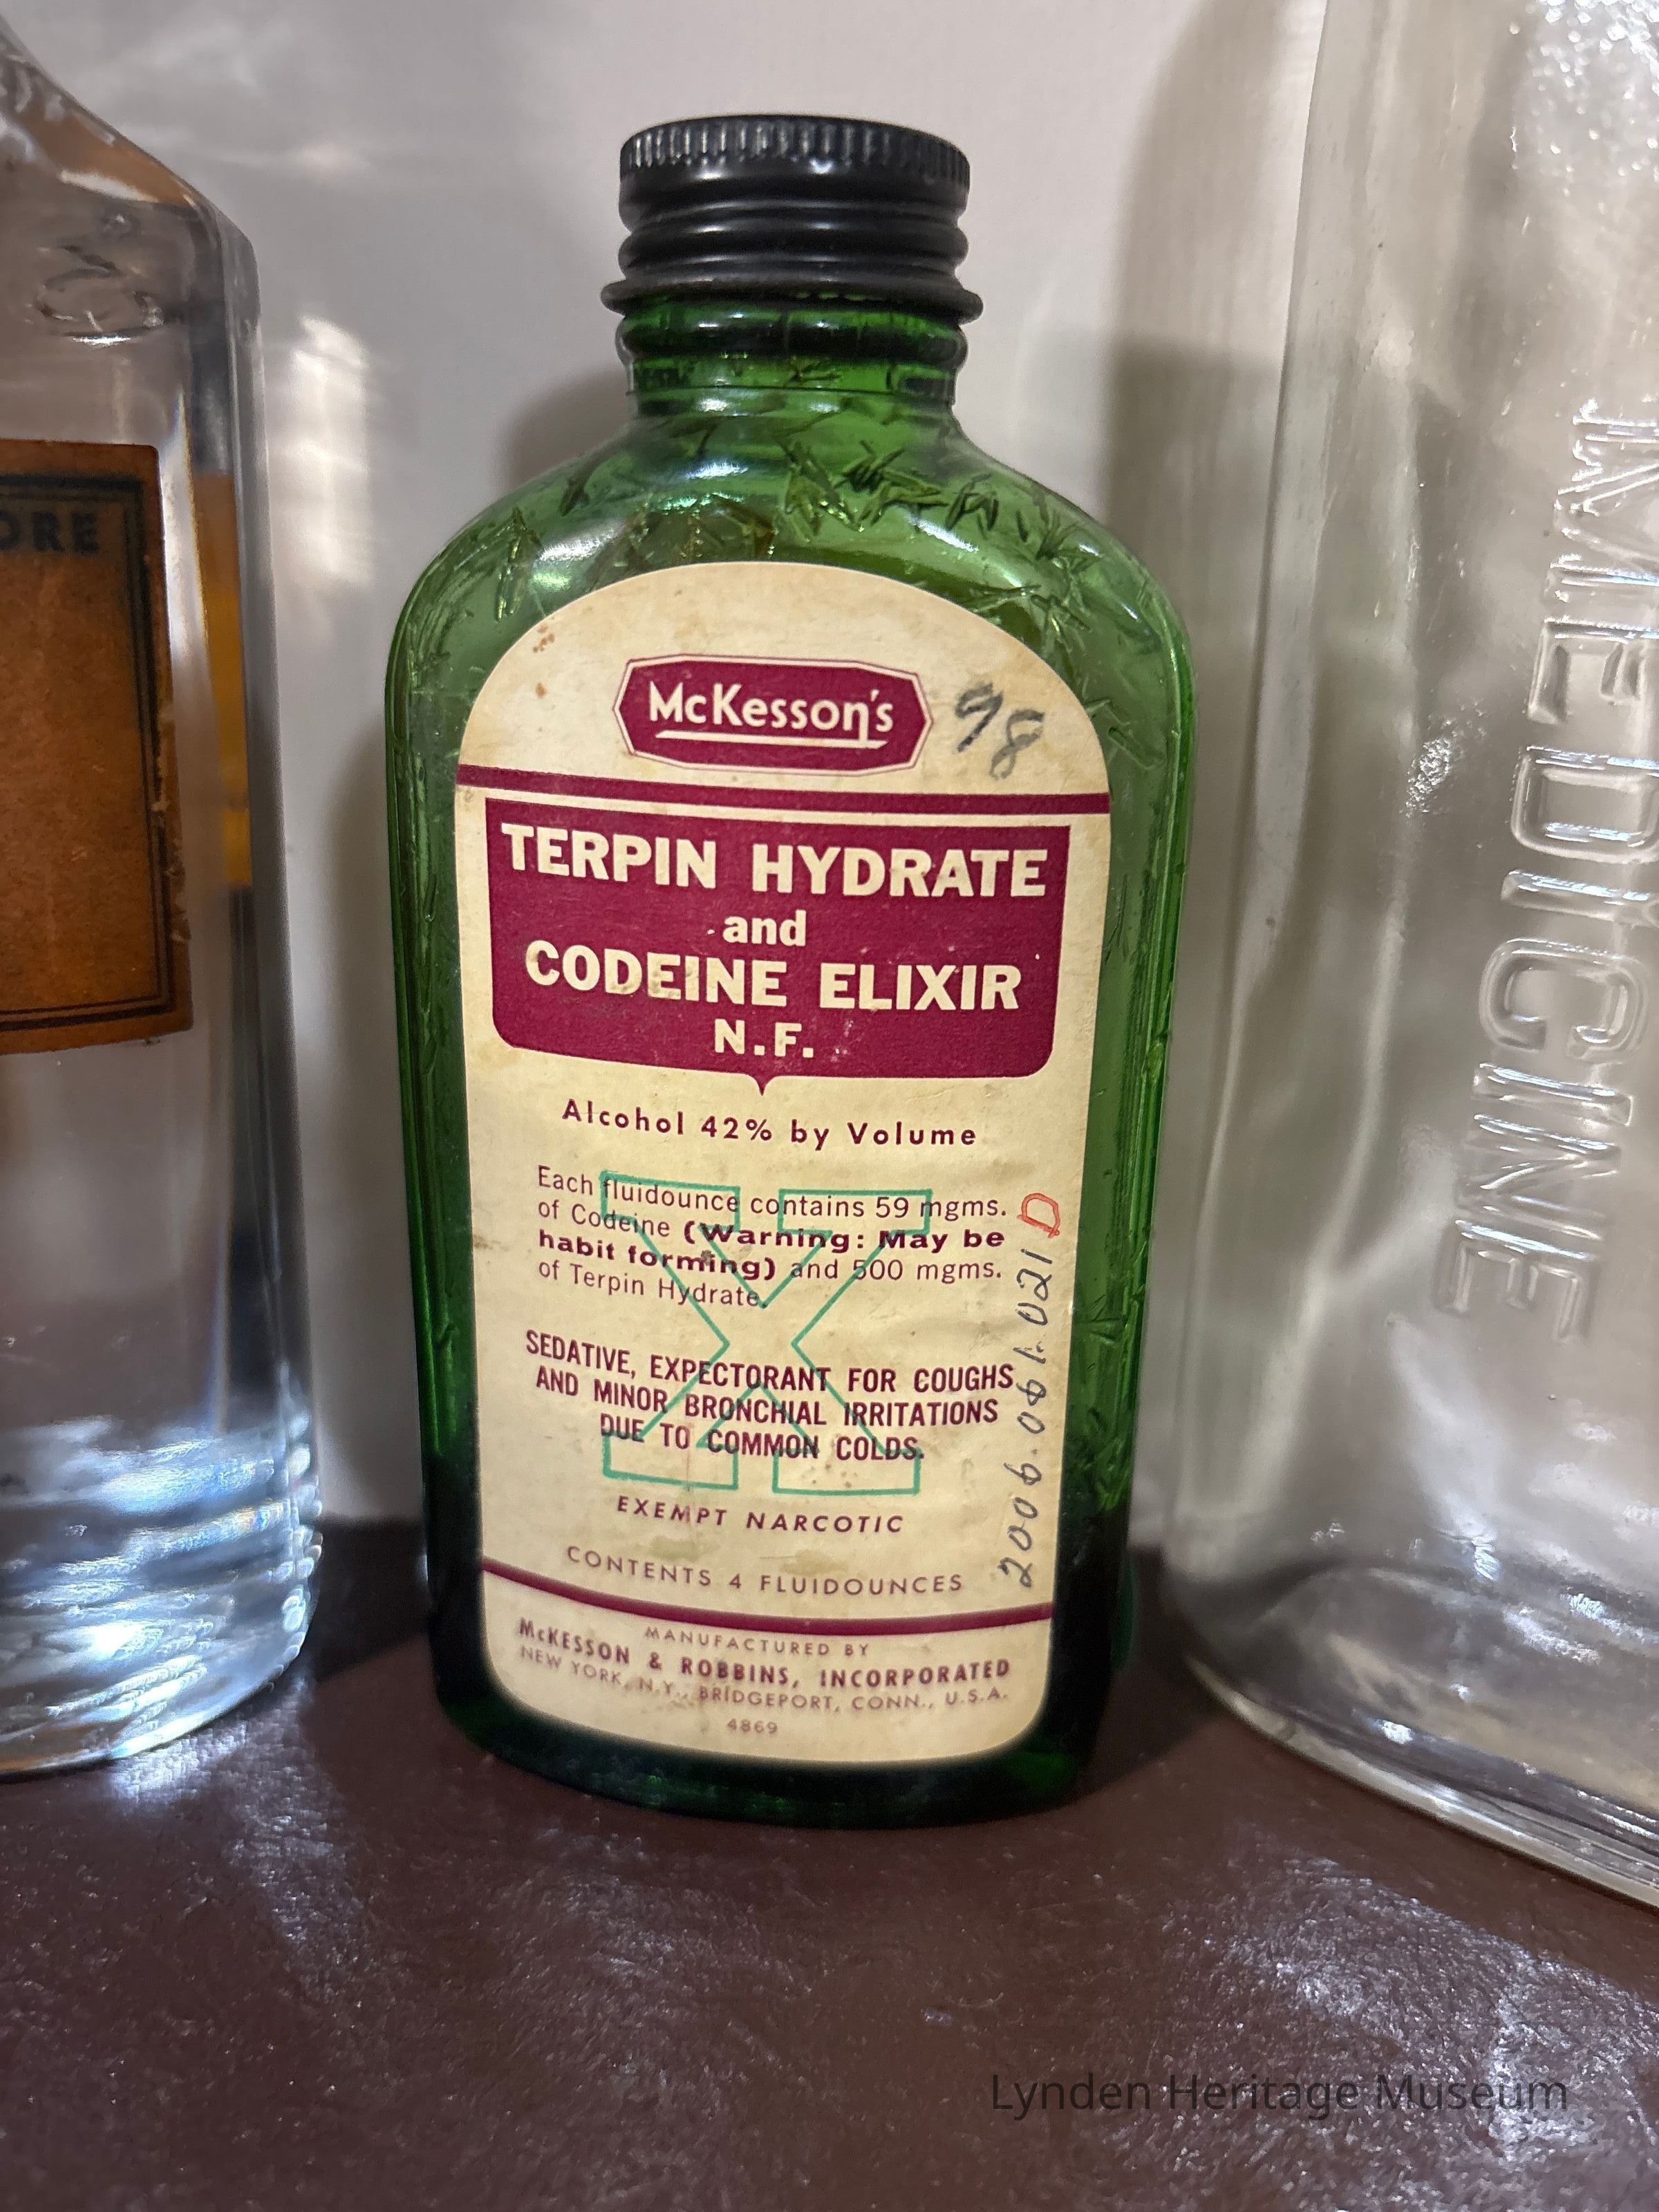 McKesson's
98
TERPIN HYDRATE
and
CODEINE ELIXIR
N.F.
Alcohol 42% by Volume
Each fluidounce contains 59 mgms.
of Codeine (Warning: May be
habit forming) and 500 mgms.
of Terpin Hydrate.
X
SEDATIVE, EXPECTORANT FOR COUGHS
AND MINOR BRONCHIAL IRRITATIONS
DUE TO COMMON COLDS.
EXEMPT NARCOTIC
CONTENTS 4 FLUIDOUNCES
MANUFACTURED BY
McKESSON & ROBBINS, INCORPORATED
NEW YORK, N.Y., BRIDGEPORT, CONN., U.S.A.
4869
2006.061.021 D
MEDICINE
Lynden Heritage Museum